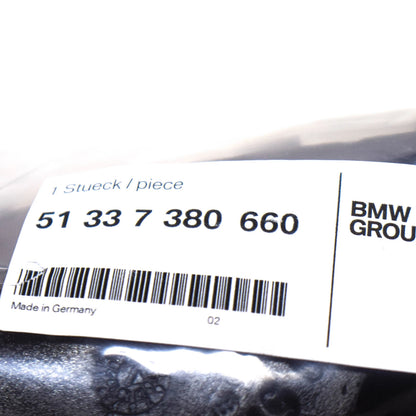 1 Stueck / piece
51 33 7 380 660
Made in Germany
02
BMW
GROU